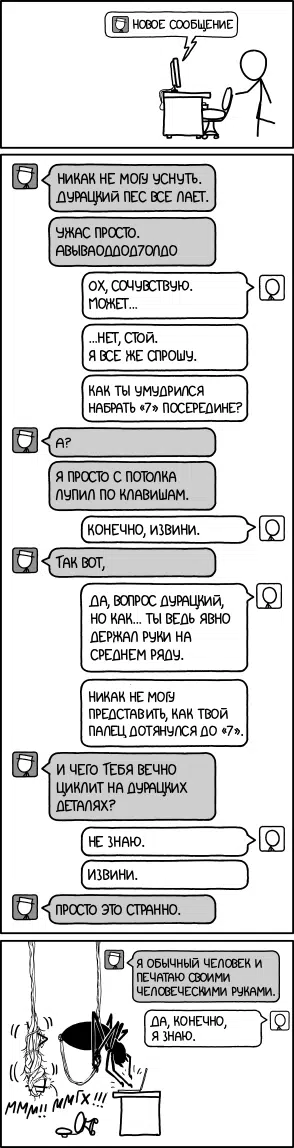 НОВОЕ СООБЩЕНИЕ
НИКАК НЕ МОГУ УСНУТЬ.
ДУРАЦКИЙ ПЕС ВСЕ ЛАЕТ.
УЖАС ПРОСТО.
АВЫВАОДДОД7ОЛДО
ОХ, СОЧУВСТВУЮ.
МОЖЕТ...
...НЕТ, СТОЙ.
Я ВСЕ ЖЕ СПРОШУ.
КАК ТЫ УМУДРИЛСЯ
НАБРАТЬ «7» ПОСЕРЕДИНЕ?
А?
Я ПРОСТО С ПОТОЛКА
ЛУПИЛ ПО КЛАВИШАМ.
КОНЕЧНО, ИЗВИНИ.
ТАК ВОТ,
ДА, ВОПРОС ДУРАЦКИЙ,
НО КАК... ТЫ ВЕДЬ ЯВНО
ДЕРЖАЛ РУКИ НА
СРЕДНЕМ РЯДУ.
НИКАК НЕ МОГУ
ПРЕДСТАВИТЬ, КАК ТВОЙ
ПАЛЕЦ ДОТЯНУЛСЯ ДО «7».
И ЧЕГО ТЕБЯ ВЕЧНО
ЦИКЛИТ НА ДУРАЦКИХ
ДЕТАЛЯХ?
НЕ ЗНАЮ.
ИЗВИНИ.
ПРОСТО ЭТО СТРАННО.
Я ОБЫЧНЫЙ ЧЕЛОВЕК И
ПЕЧАТАЮ СВОИМИ
ЧЕЛОВЕЧЕСКИМИ РУКАМИ.
ДА, КОНЕЧНО,
Я ЗНАЮ.
МММ!! ММГХ!!!